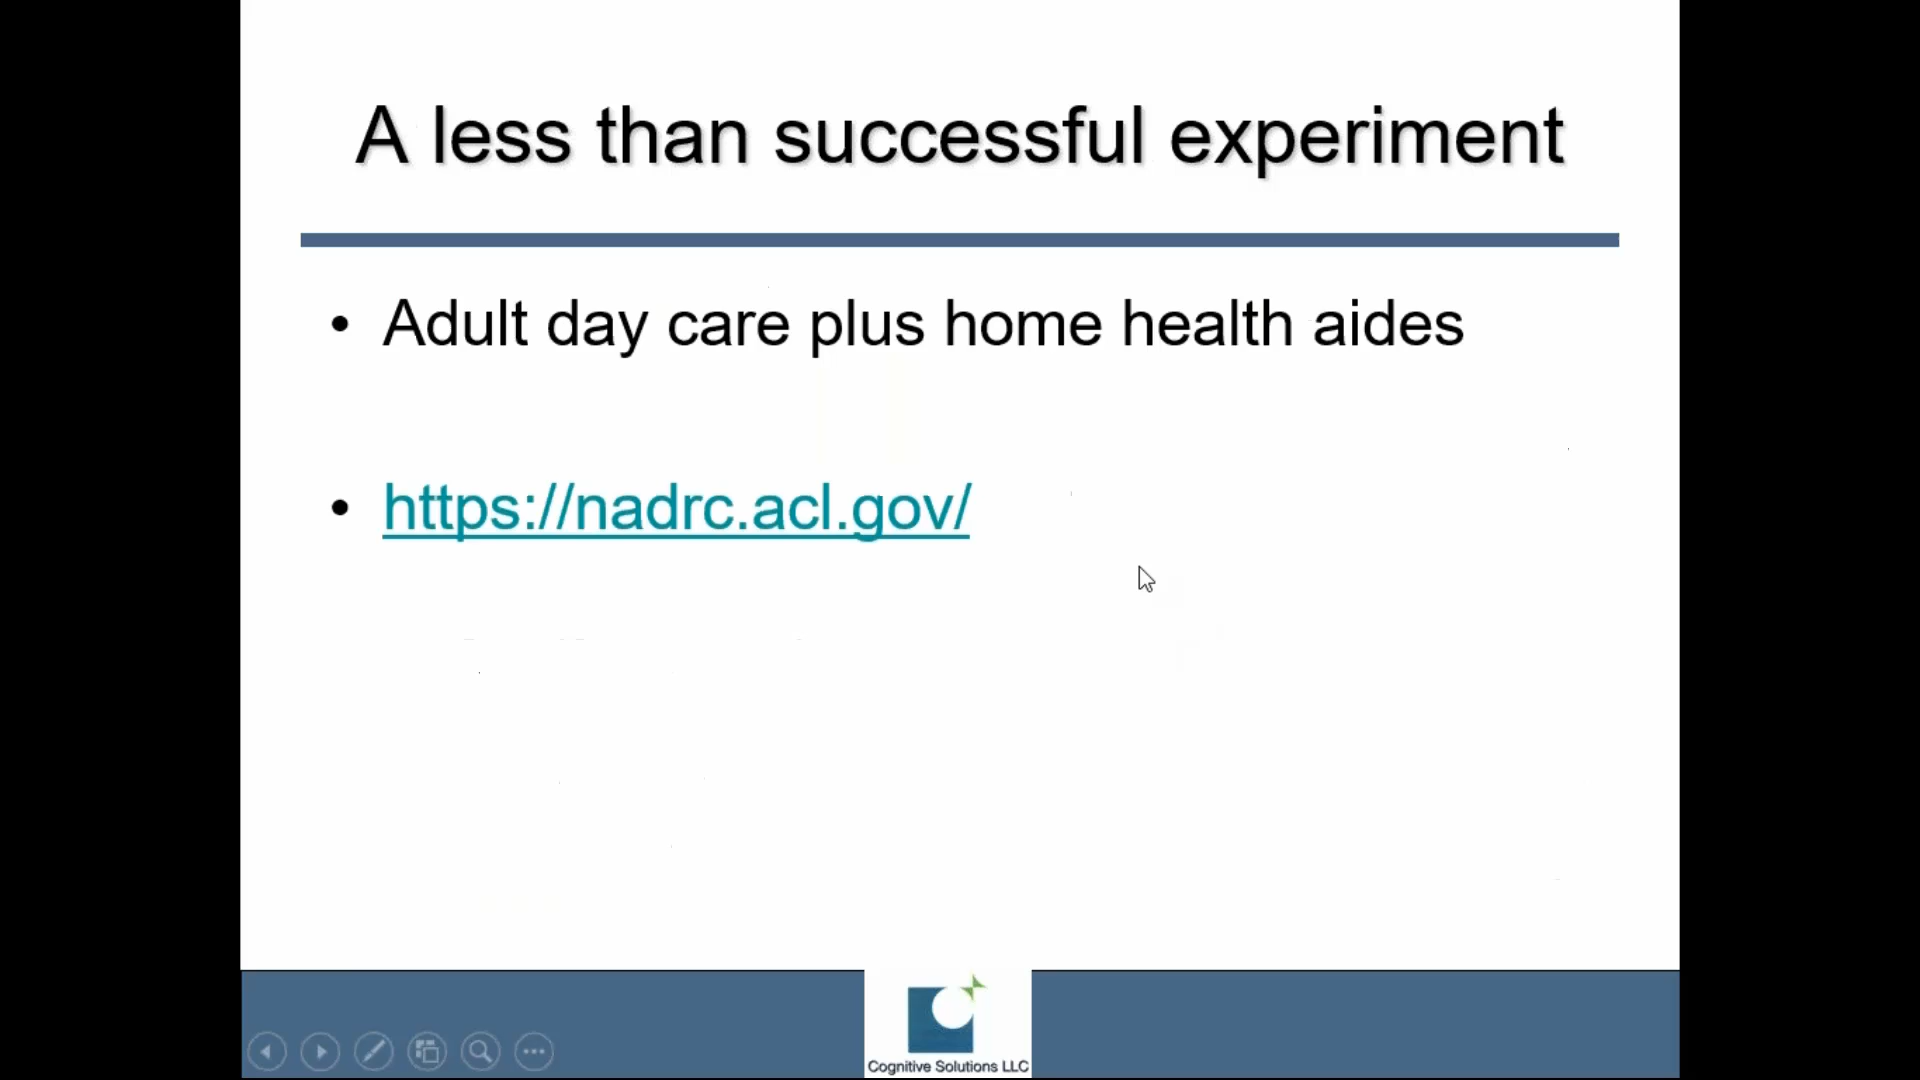 A less than successful experiment
• Adult day care plus home health aides
• https://nadrc.acl.gov/
Cognitive Solutions LLC